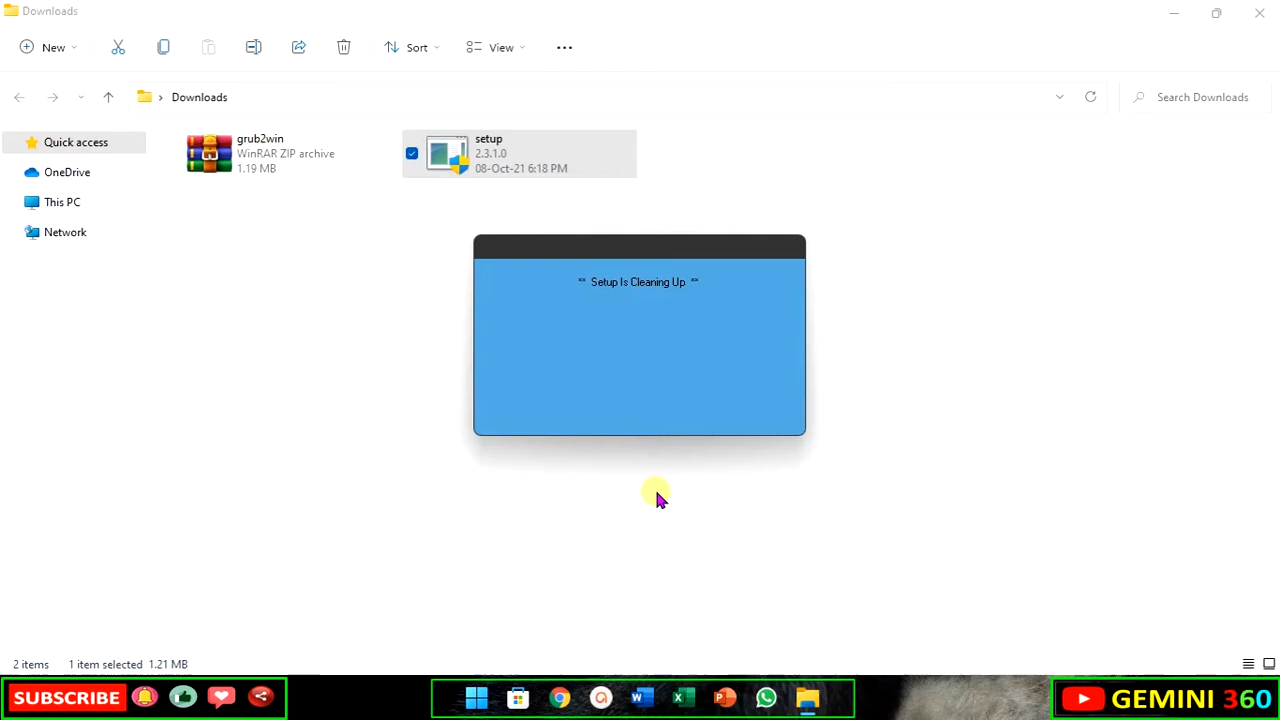 Downloads
New
Sort
View
Downloads
Search Downloads
Quick access
OneDrive
This PC
Network
grub2win
WinRAR ZIP archive
1.19 MB
setup
2.3.1.0
08-Oct-21 6:18 PM
** Setup Is Cleaning Up **
2 items 1 item selected 1.21 MB
SUBSCRIBE
GEMINI 360